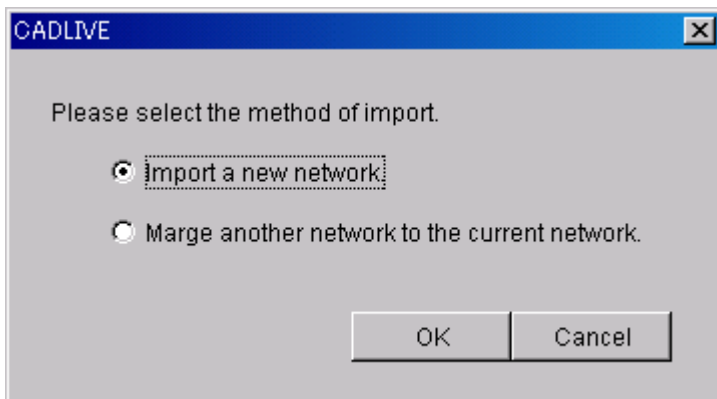 CADLIVE
Please select the method of import.
Import a new network.
Marge another network to the current network.
OK Cancel